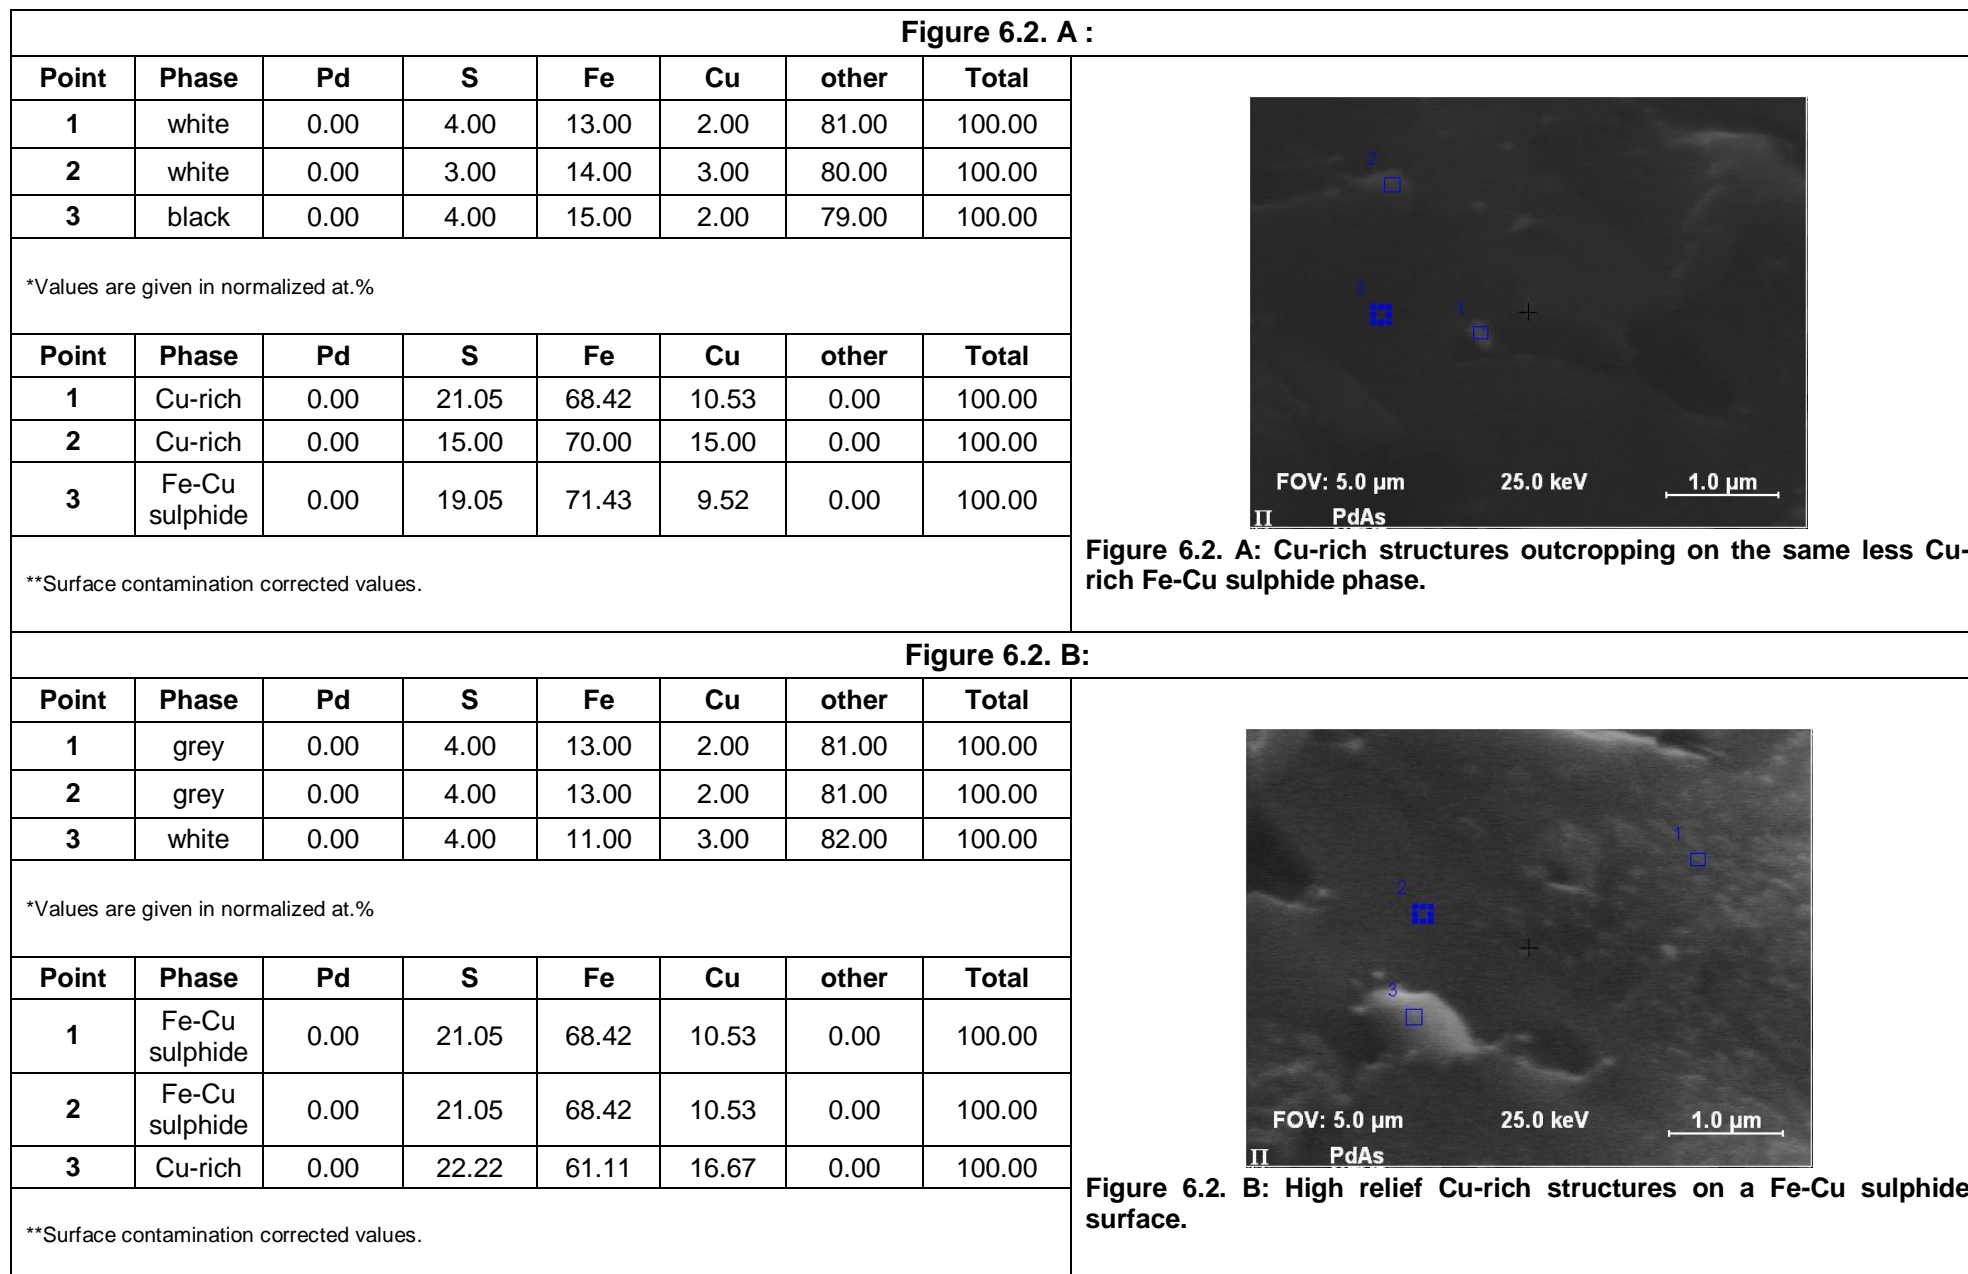 Figure 6.2. A :
Point Phase Pd S Fe Cu other Total
1 white 0.00 4.00 13.00 2.00 81.00 100.00
2 white 0.00 3.00 14.00 3.00 80.00 100.00
3 black 0.00 4.00 15.00 2.00 79.00 100.00
*Values are given in normalized at.%
Point Phase Pd S Fe Cu other Total
1 Cu-rich 0.00 21.05 68.42 10.53 0.00 100.00
2 Cu-rich 0.00 15.00 70.00 15.00 0.00 100.00
3 Fe-Cu sulphide 0.00 19.05 71.43 9.52 0.00 100.00
**Surface contamination corrected values.
2
3
1
FOV: 5.0 µm 25.0 keV 1.0 µm
Π PdAs
Figure 6.2. A: Cu-rich structures outcropping on the same less Cu-
rich Fe-Cu sulphide phase.
Figure 6.2. B:
Point Phase Pd S Fe Cu other Total
1 grey 0.00 4.00 13.00 2.00 81.00 100.00
2 grey 0.00 4.00 13.00 2.00 81.00 100.00
3 white 0.00 4.00 11.00 3.00 82.00 100.00
*Values are given in normalized at.%
Point Phase Pd S Fe Cu other Total
1 Fe-Cu sulphide 0.00 21.05 68.42 10.53 0.00 100.00
2 Fe-Cu sulphide 0.00 21.05 68.42 10.53 0.00 100.00
3 Cu-rich 0.00 22.22 61.11 16.67 0.00 100.00
**Surface contamination corrected values.
1
2
3
FOV: 5.0 µm 25.0 keV 1.0 µm
Π PdAs
Figure 6.2. B: High relief Cu-rich structures on a Fe-Cu sulphide
surface.